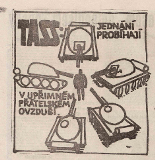 TASS:
JEDNÁNÍ
PROBÍHAJÍ
V UPŘÍMNÉM
PŘÁTELSKÉM
OVZDUŠÍ